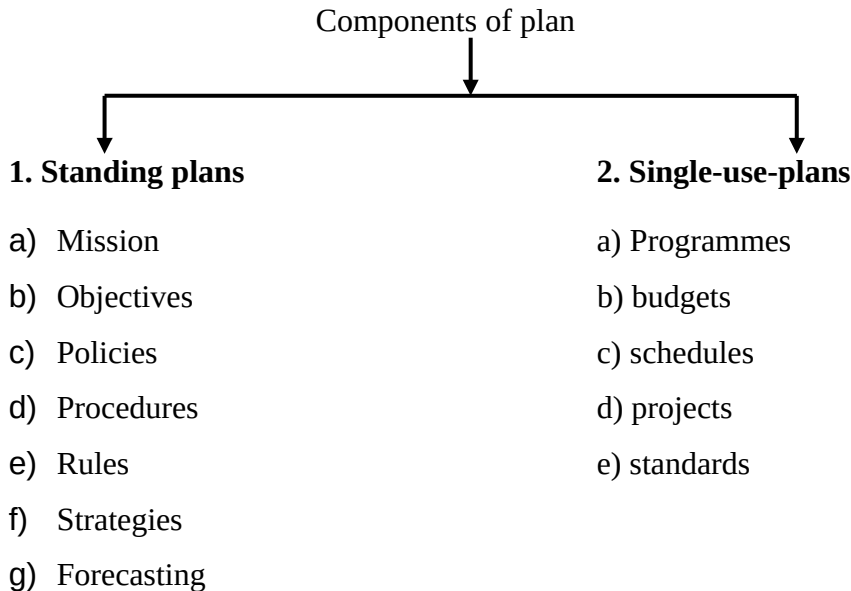 Components of plan
1. Standing plans
a) Mission
b) Objectives
c) Policies
d) Procedures
e) Rules
f) Strategies
g) Forecasting
2. Single-use-plans
a) Programmes
b) budgets
c) schedules
d) projects
e) standards